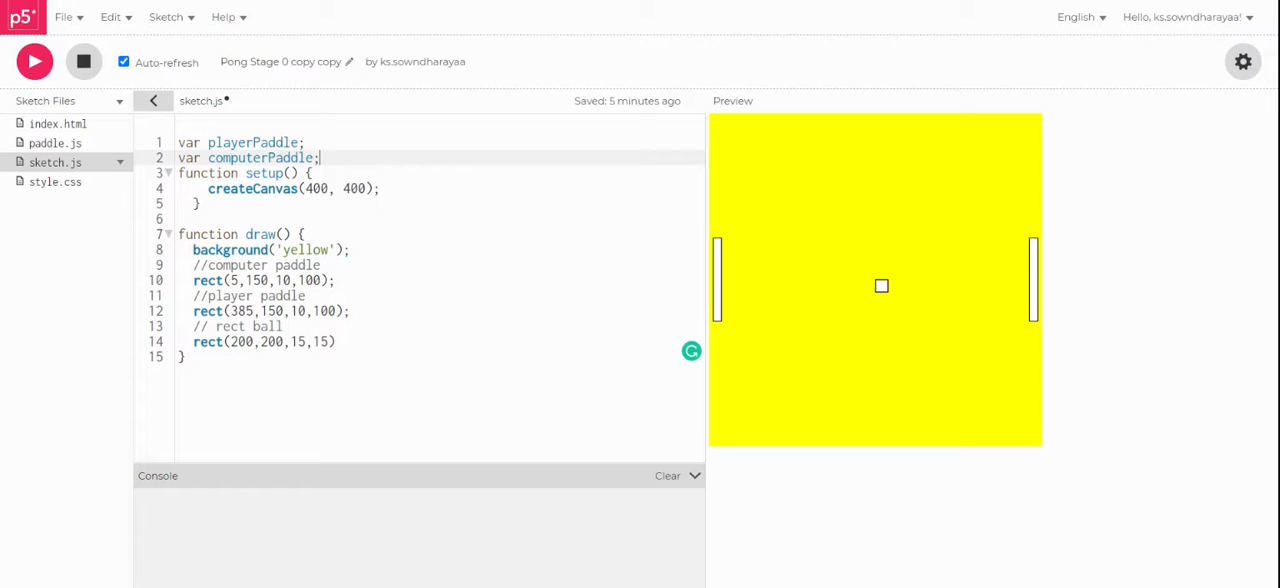 p5* File Edit Sketch Help English Hello, ks.sowndharayaa!
Auto-refresh Pong Stage 0 copy copy by ks.sowndharayaa
Sketch Files sketch.js Saved: 5 minutes ago Preview
index.html
paddle.js
sketch.js
style.css
1 var playerPaddle;
2 var computerPaddle;
3 function setup() {
4 createCanvas(400, 400);
5 }
6
7 function draw() {
8 background('yellow');
9 //computer paddle
10 rect(5,150,10,100);
11 //player paddle
12 rect(385,150,10,100);
13 // rect ball
14 rect(200,200,15,15)
15 }
Console Clear